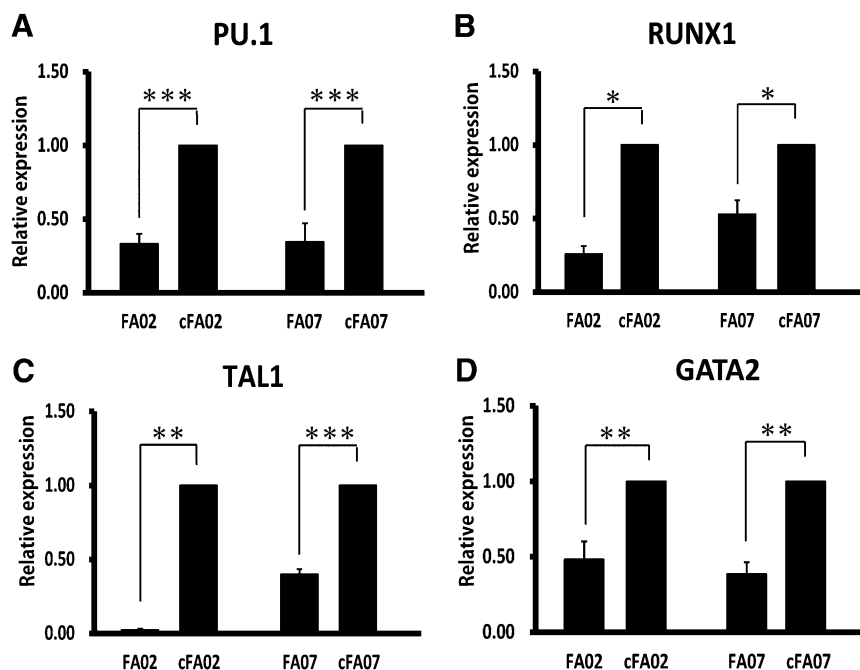 A
PU.1
Relative expression
1.50
1.00
0.50
0.00
***
***
FA02 cFA02 FA07 cFA07
B
RUNX1
Relative expression
1.50
1.00
0.50
0.00
*
*
FA02 cFA02 FA07 cFA07
C
TAL1
Relative expression
1.50
1.00
0.50
0.00
**
***
FA02 cFA02 FA07 cFA07
D
GATA2
Relative expression
1.50
1.00
0.50
0.00
**
**
FA02 cFA02 FA07 cFA07